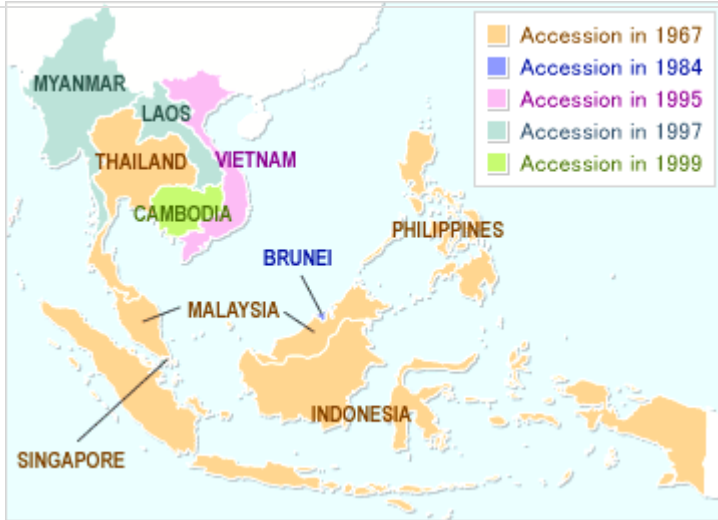 Accession in 1967
Accession in 1984
Accession in 1995
Accession in 1997
Accession in 1999
MYANMAR
LAOS
THAILAND
VIETNAM
CAMBODIA
PHILIPPINES
BRUNEI
MALAYSIA
INDONESIA
SINGAPORE